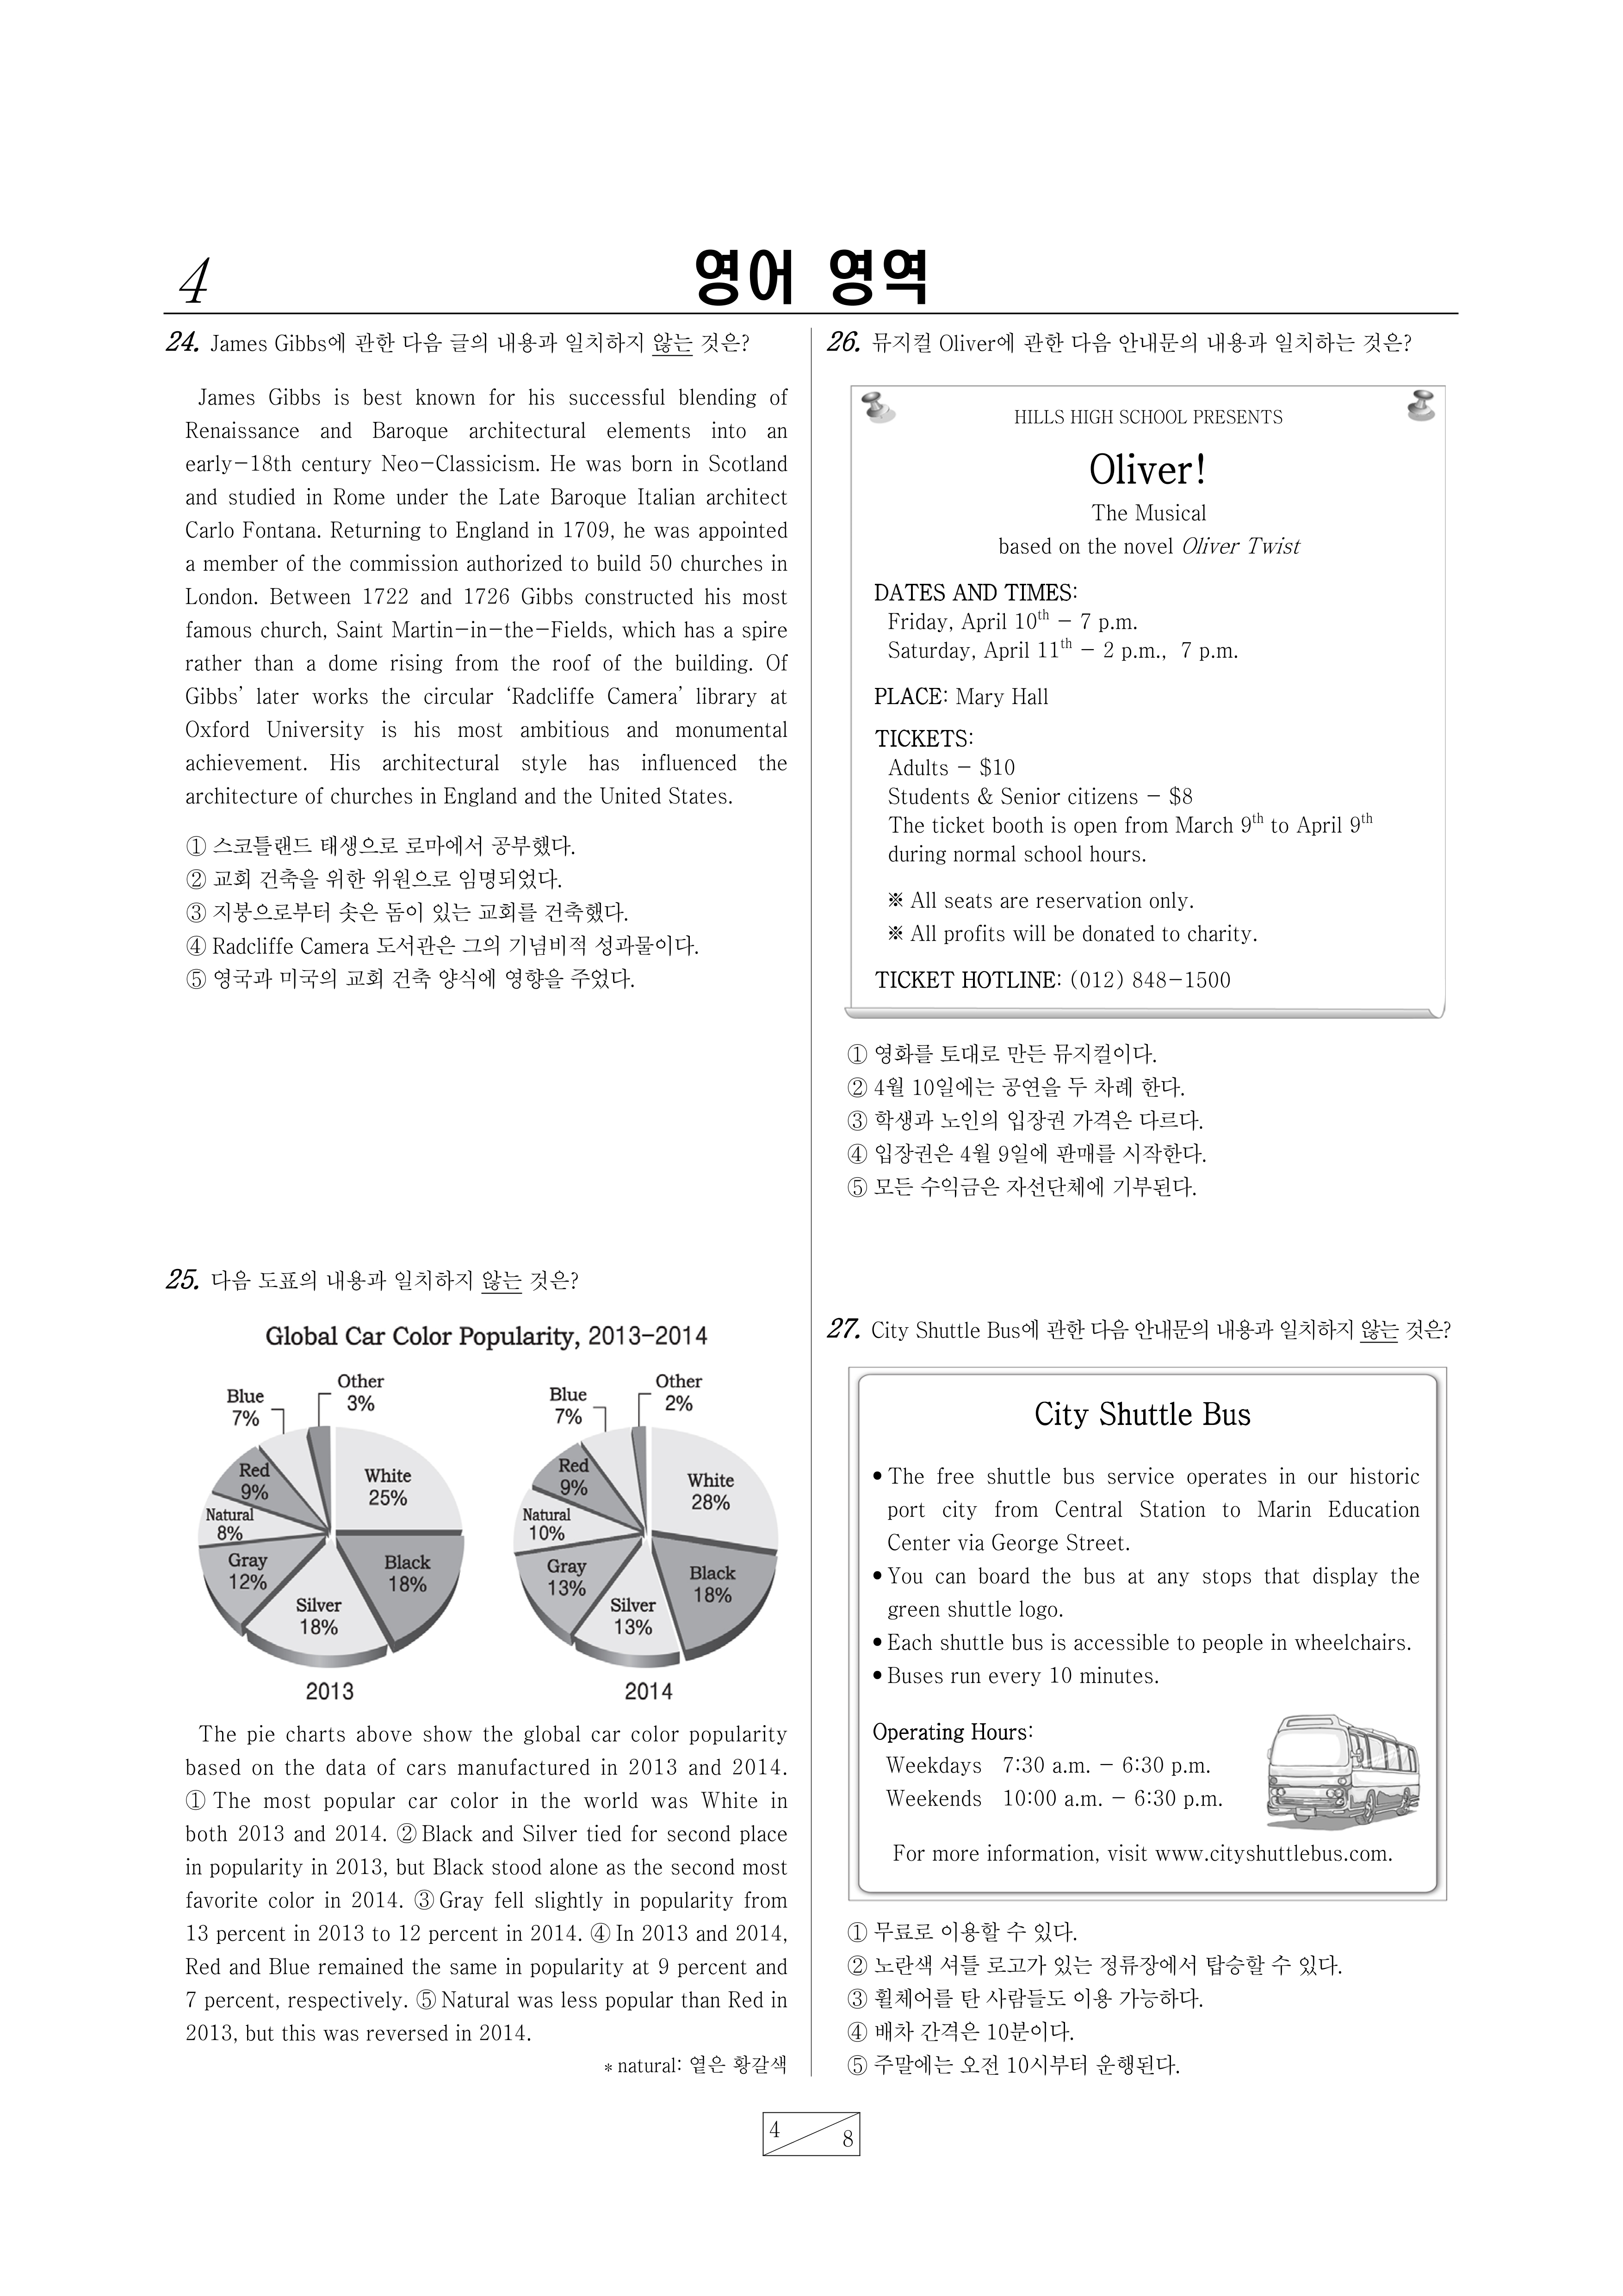 4
영어 영역
24. James Gibbs에 관한 다음 글의 내용과 일치하지 않는 것은?
James Gibbs is best known for his successful blending of
Renaissance and Baroque architectural elements into an
early-18th century Neo-Classicism. He was born in Scotland
and studied in Rome under the Late Baroque Italian architect
Carlo Fontana. Returning to England in 1709, he was appointed
a member of the commission authorized to build 50 churches in
London. Between 1722 and 1726 Gibbs constructed his most
famous church, Saint Martin-in-the-Fields, which has a spire
rather than a dome rising from the roof of the building. Of
Gibbs' later works the circular 'Radcliffe Camera' library at
Oxford University is his most ambitious and monumental
achievement. His architectural style has influenced the
architecture of churches in England and the United States.
① 스코틀랜드 태생으로 로마에서 공부했다.
② 교회 건축을 위한 위원으로 임명되었다.
③ 지붕으로부터 솟은 돔이 있는 교회를 건축했다.
④ Radcliffe Camera 도서관은 그의 기념비적 성과물이다.
⑤ 영국과 미국의 교회 건축 양식에 영향을 주었다.
25. 다음 도표의 내용과 일치하지 않는 것은?
Global Car Color Popularity, 2013-2014
Other
3%
Blue
7%
Red
9%
Natural
8%
Gray
12%
Silver
18%
Black
18%
White
25%
2013
Other
2%
Blue
7%
Red
9%
Natural
10%
Gray
13%
Silver
13%
Black
18%
White
28%
2014
The pie charts above show the global car color popularity
based on the data of cars manufactured in 2013 and 2014.
① The most popular car color in the world was White in
both 2013 and 2014. ② Black and Silver tied for second place
in popularity in 2013, but Black stood alone as the second most
favorite color in 2014. ③ Gray fell slightly in popularity from
13 percent in 2013 to 12 percent in 2014. ④ In 2013 and 2014,
Red and Blue remained the same in popularity at 9 percent and
7 percent, respectively. ⑤ Natural was less popular than Red in
2013, but this was reversed in 2014.
* natural: 옅은 황갈색
26. 뮤지컬 Oliver에 관한 다음 안내문의 내용과 일치하는 것은?
HILLS HIGH SCHOOL PRESENTS
Oliver!
The Musical
based on the novel Oliver Twist
DATES AND TIMES:
Friday, April 10th - 7 p.m.
Saturday, April 11th - 2 p.m., 7 p.m.
PLACE: Mary Hall
TICKETS:
Adults - $10
Students & Senior citizens - $8
The ticket booth is open from March 9th to April 9th
during normal school hours.
※ All seats are reservation only.
※ All profits will be donated to charity.
TICKET HOTLINE: (012) 848-1500
① 영화를 토대로 만든 뮤지컬이다.
② 4월 10일에는 공연을 두 차례 한다.
③ 학생과 노인의 입장권 가격은 다르다.
④ 입장권은 4월 9일에 판매를 시작한다.
⑤ 모든 수익금은 자선단체에 기부된다.
27. City Shuttle Bus에 관한 다음 안내문의 내용과 일치하지 않는 것은?
City Shuttle Bus
• The free shuttle bus service operates in our historic
port city from Central Station to Marin Education
Center via George Street.
• You can board the bus at any stops that display the
green shuttle logo.
• Each shuttle bus is accessible to people in wheelchairs.
• Buses run every 10 minutes.
Operating Hours:
Weekdays 7:30 a.m. - 6:30 p.m.
Weekends 10:00 a.m. - 6:30 p.m.
For more information, visit www.cityshuttlebus.com.
① 무료로 이용할 수 있다.
② 노란색 셔틀 로고가 있는 정류장에서 탑승할 수 있다.
③ 휠체어를 탄 사람들도 이용 가능하다.
④ 배차 간격은 10분이다.
⑤ 주말에는 오전 10시부터 운행된다.
4
8